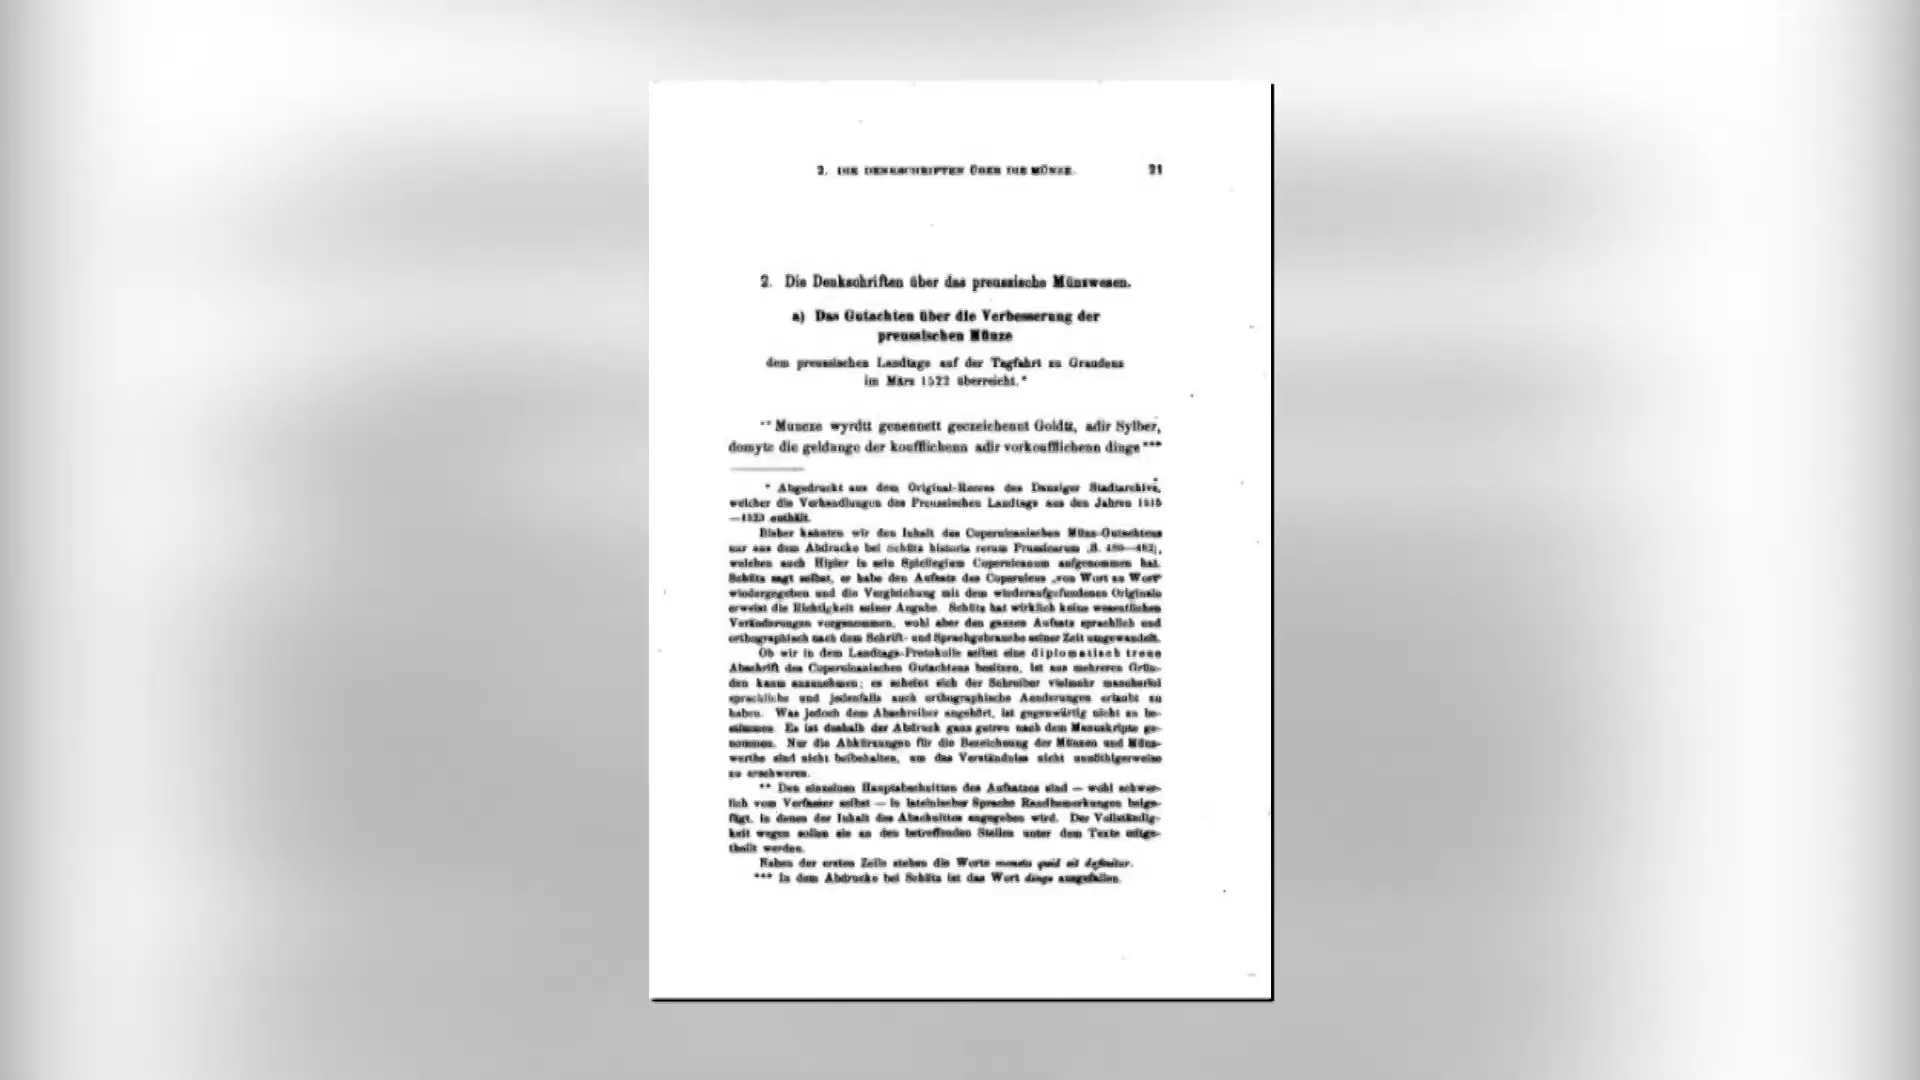 2. DIE DENKSCHRIFTEN ÜBER DIE MÜNZE. 21
2. Die Denkschriften über das preussische Münzwesen.
a) Das Gutachten über die Verbesserung der
preussischen Münze
dem preussischen Landtage auf der Tagfahrt zu Graudenz
im März 1522 überreicht.*
** Muncze wyrdtt genennett geczeichennt Goldtt, adir Sylber,
domyte die geldunge der koufflichenn adir vorkoufflichenn dinge ***
* Abgedruckt aus dem Original-Recess des Danziger Stadtarchivs,
welcher die Verhandlungen des Preussischen Landtags aus den Jahren 1515
—1523 enthält.
Bisher kannten wir den Inhalt des Copernicanischen Münz-Gutachtens
nur aus dem Abdrucke bei Schütz historia rerum Prussicarum (S. 480—482),
welchen auch Hipler in sein Spicilegium Copernicanum aufgenommen hat.
Schütz sagt selbst, er habe den Aufsatz des Copernicus „von Wort zu Wort“
wiedergegeben und die Vergleichung mit dem wiederaufgefundenen Originale
erweist die Richtigkeit seiner Angabe. Schütz hat wirklich keine wesentlichen
Veränderungen vorgenommen, wohl aber den ganzen Aufsatz sprachlich und
orthographisch nach dem Schrift- und Sprachgebrauche seiner Zeit umgewandelt.
Ob wir in dem Landtags-Protokolle selbst eine diplomatisch treue
Abschrift des Copernicanischen Gutachtens besitzen, ist aus mehreren Grün-
den kaum anzunehmen; es scheint sich der Schreiber vielmehr mancherlei
sprachliche und jedenfalls auch orthographische Aenderungen erlaubt zu
haben. Was jedoch dem Abschreiber angehört, ist gegenwärtig nicht zu be-
stimmen. Es ist deshalb der Abdruck ganz getreu nach dem Manuskripte ge-
nommen. Nur die Abkürzungen für die Bezeichnung der Münzen und Münz-
werthe sind nicht beibehalten, um das Verständniss nicht unnöthigerweise
zu erschweren.
** Den einzelnen Hauptabschnitten des Aufsatzes sind — wohl schwer-
lich vom Verfasser selbst — in lateinischer Sprache Randbemerkungen beige-
fügt, in denen der Inhalt des Abschnittes angegeben wird. Der Vollständig-
keit wegen sollen sie an den betreffenden Stellen unter dem Texte mitge-
theilt werden.
Neben der ersten Zeile stehen die Worte moneta quid sit definitur.
*** In dem Abdrucke bei Schütz ist das Wort dinge ausgefallen.